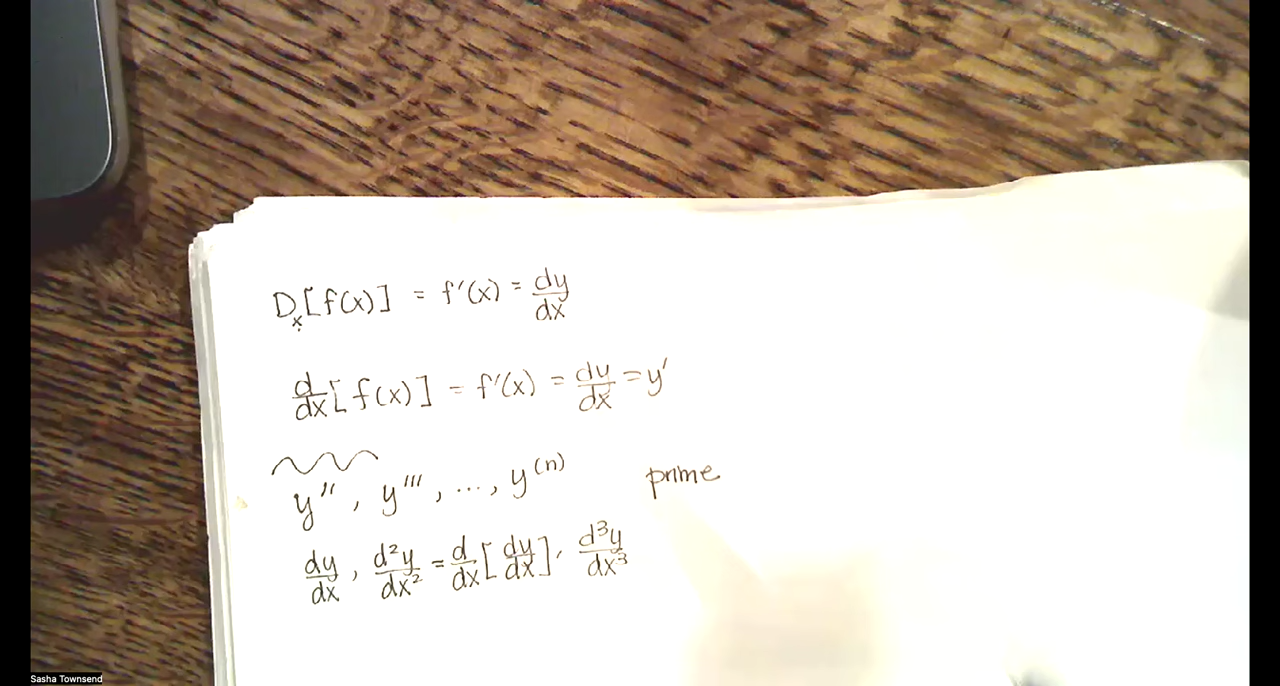 Dₓ[f(x)] = f'(x) = dy/dx
d/dx[f(x)] = f'(x) = dy/dx = y'
y'', y''', ..., y⁽ⁿ⁾ prime
dy/dx, d²y/dx² = d/dx[dy/dx], d³y/dx³
Sasha Townsend